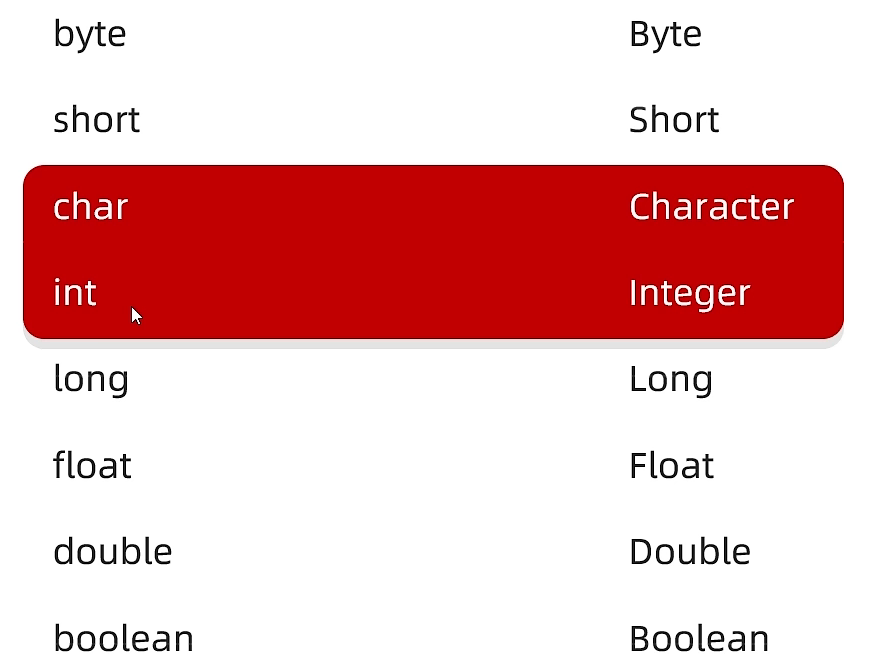 byte Byte
short Short
char Character
int Integer
long Long
float Float
double Double
boolean Boolean